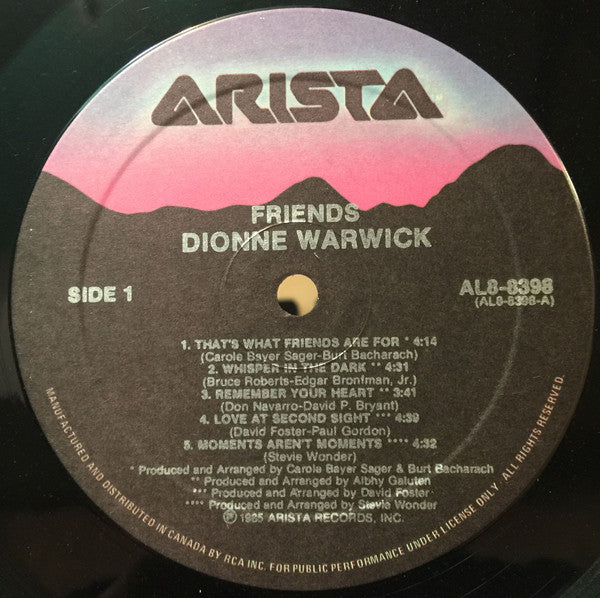 ARISTA
FRIENDS
DIONNE WARWICK
SIDE 1
AL8-8398
(AL8-8398-A)
1. THAT'S WHAT FRIENDS ARE FOR * 4:14
(Carole Bayer Sager-Burt Bacharach)
2. WHISPER IN THE DARK ** 4:31
(Bruce Roberts-Edgar Bronfman, Jr.)
3. REMEMBER YOUR HEART ** 3:41
(Don Navarro-David P. Bryant)
4. LOVE AT SECOND SIGHT *** 4:39
(David Foster-Paul Gordon)
5. MOMENTS AREN'T MOMENTS **** 4:32
(Stevie Wonder)
* Produced and Arranged by Carole Bayer Sager & Burt Bacharach
** Produced and Arranged by Albhy Galuten
*** Produced and Arranged by David Foster
**** Produced and Arranged by Stevie Wonder
℗ 1985 ARISTA RECORDS, INC.
MANUFACTURED AND DISTRIBUTED IN CANADA BY RCA INC. FOR PUBLIC PERFORMANCE UNDER LICENSE ONLY. ALL RIGHTS RESERVED.